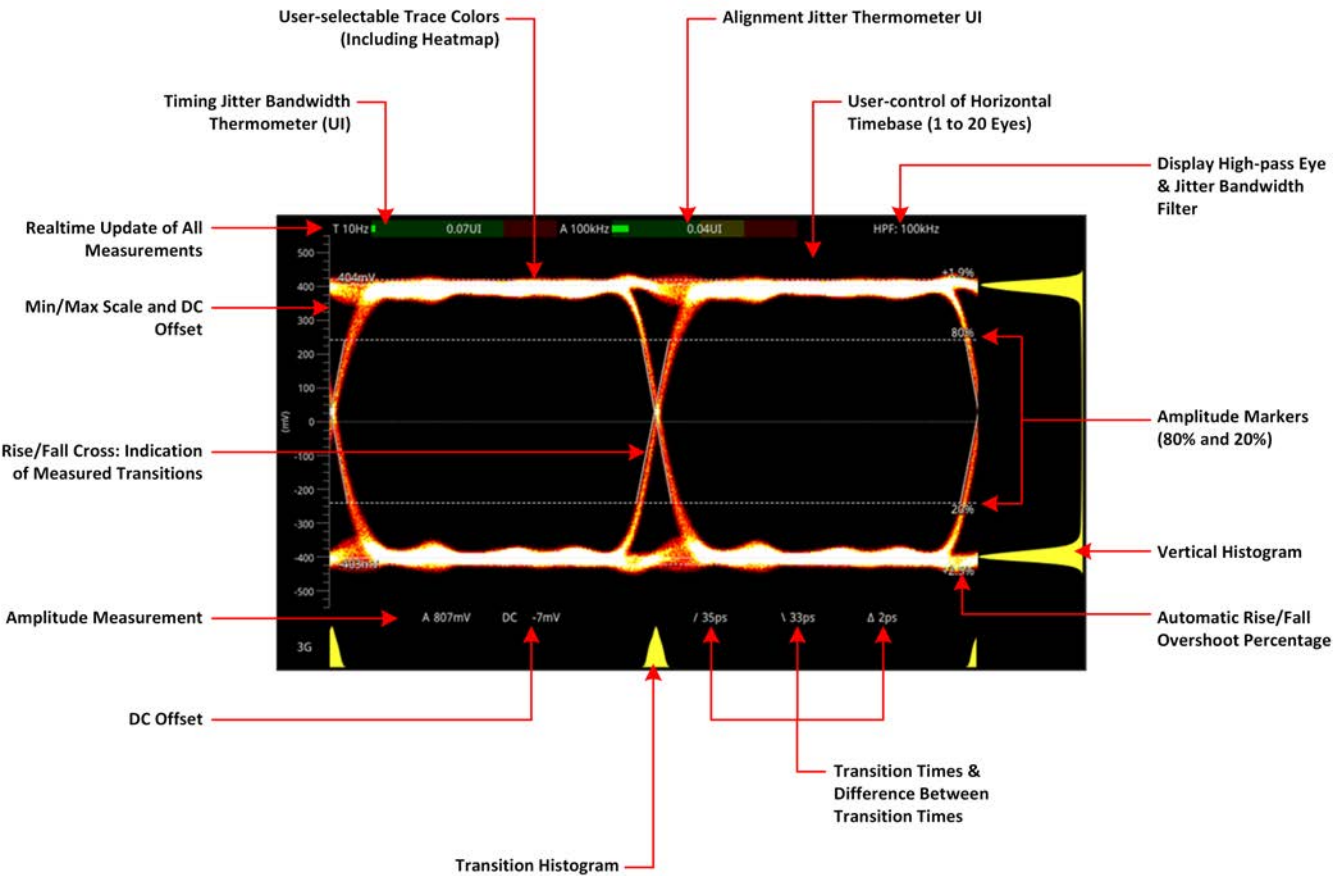 User-selectable Trace Colors
(Including Heatmap)
Alignment Jitter Thermometer UI
Timing Jitter Bandwidth
Thermometer (UI)
User-control of Horizontal
Timebase (1 to 20 Eyes)
Display High-pass Eye
& Jitter Bandwidth
Filter
Realtime Update of All
Measurements
T 10Hz 0.07UI A 100kHz 0.04UI HPF: 100kHz
500
404mV +1.9%
400
Min/Max Scale and DC
Offset
300
80%
200
100
(mV)
0
Amplitude Markers
(80% and 20%)
Rise/Fall Cross: Indication
of Measured Transitions
-100
-200
20%
-300
-400
-403mV
+2.3%
-500
Vertical Histogram
Amplitude Measurement
A 807mV DC -7mV / 35ps \ 33ps Δ 2ps
Automatic Rise/Fall
Overshoot Percentage
3G
DC Offset
Transition Times &
Difference Between
Transition Times
Transition Histogram